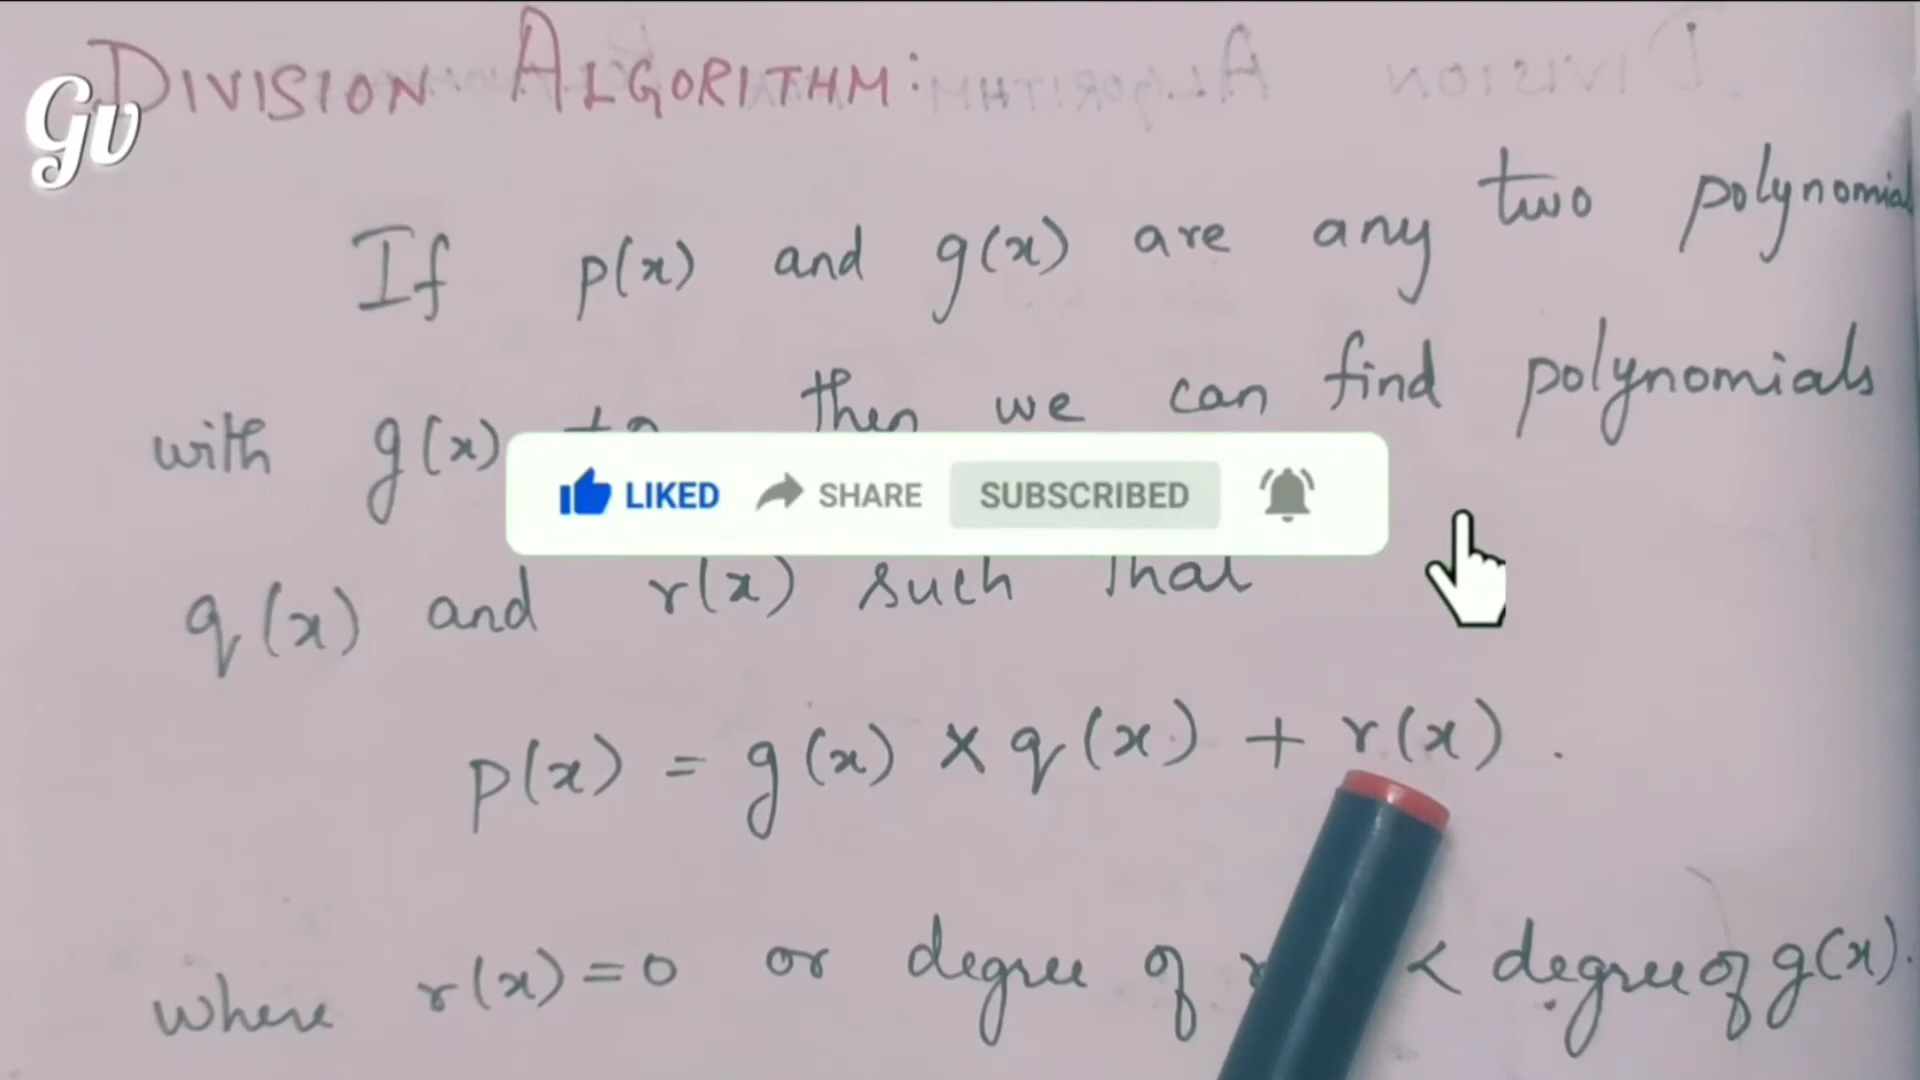 DIVISION ALGORITHM:
Gv
If p(x) and g(x) are any two polynomial
with g(x) then we can find polynomials
LIKED SHARE SUBSCRIBED
q(x) and r(x) such that
p(x) = g(x) × q(x) + r(x).
where r(x) = 0 or degree of < degree of g(x).